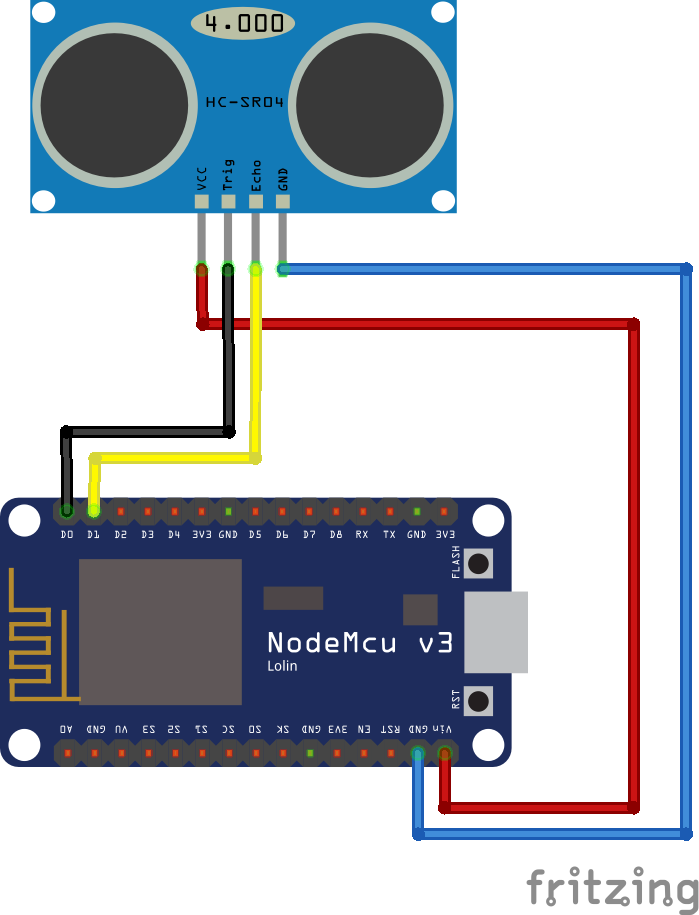 4.000
HC-SR04
VCC Trig Echo GND
D0 D1 D2 D3 D4 3V3 GND D5 D6 D7 D8 RX TX GND 3V3
FLASH
NodeMcu v3
Lolin
RST
A0 GND VU S3 S2 S1 SC S0 SK GND 3V3 EN RST GND Vin
fritzing